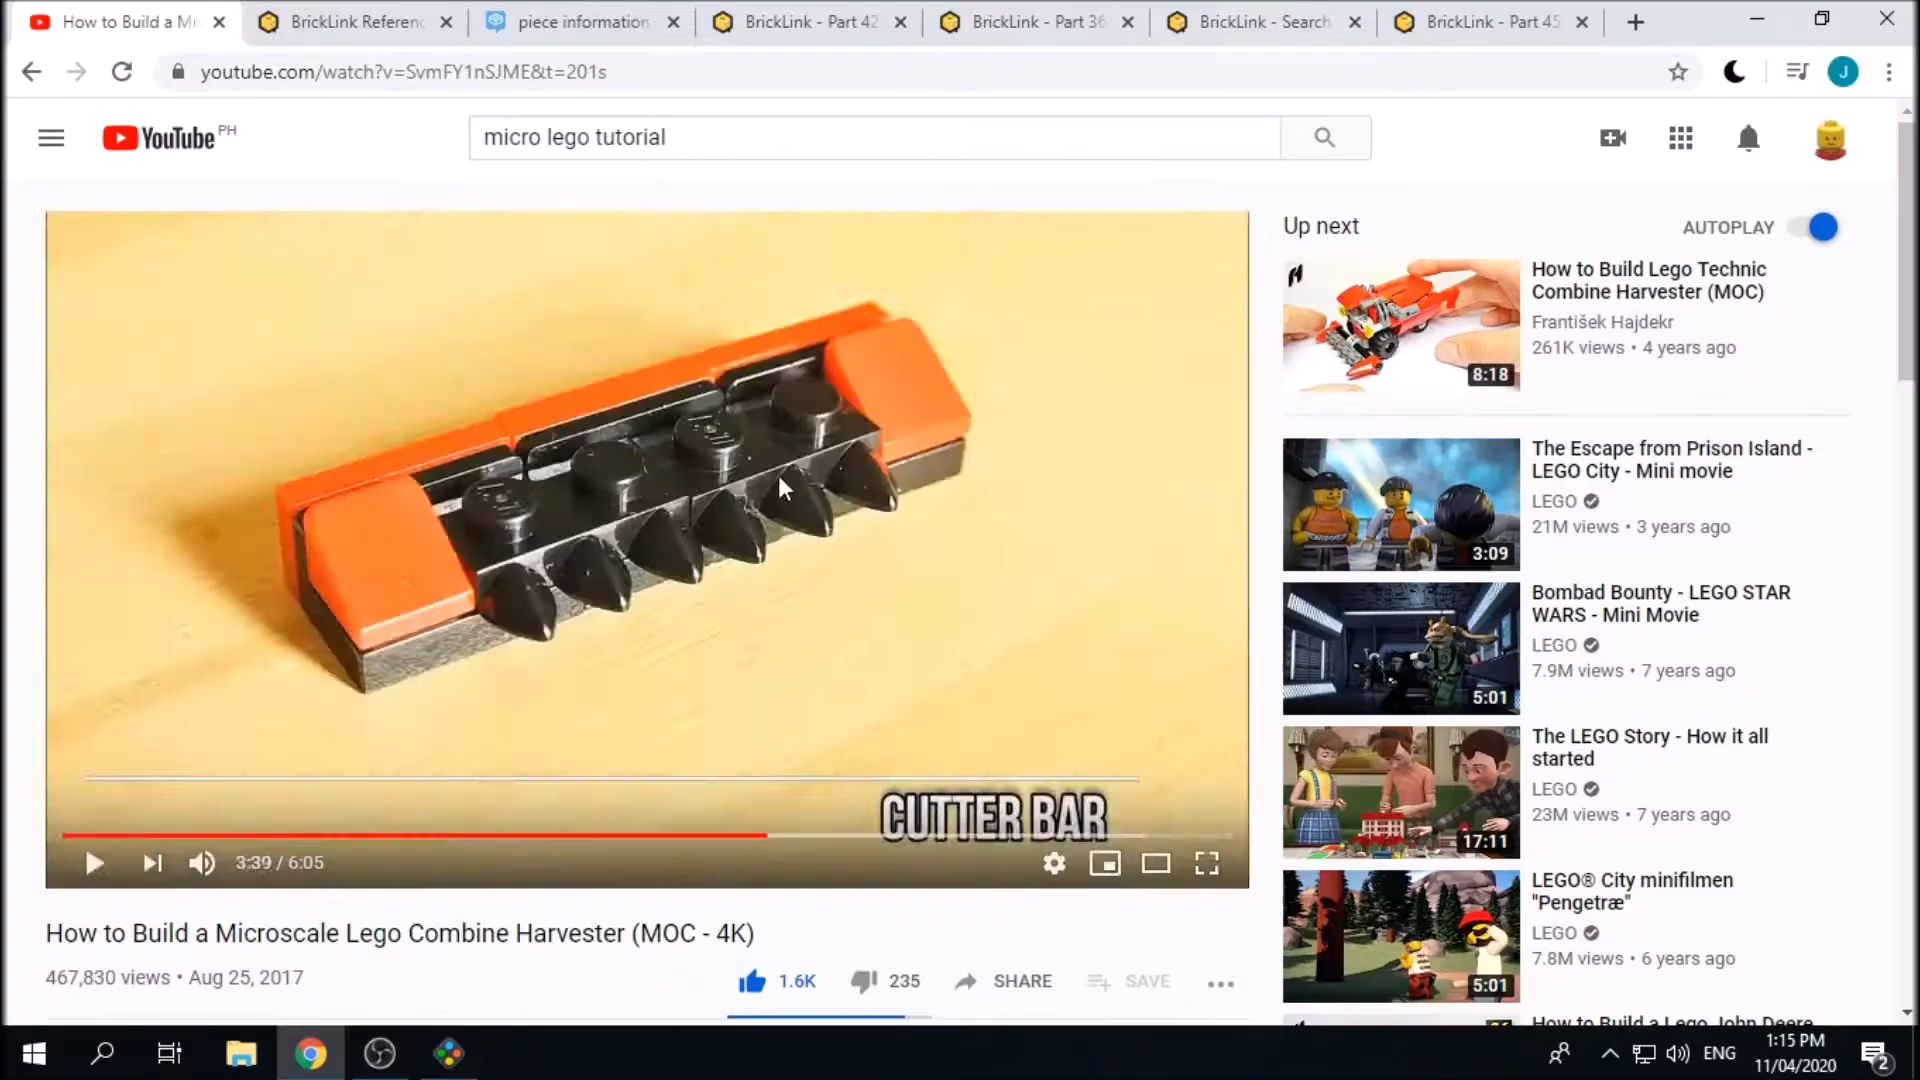 How to Build a Mi
BrickLink Referenc
piece information
BrickLink - Part 42
BrickLink - Part 36
BrickLink - Search
BrickLink - Part 45
youtube.com/watch?v=SvmFY1nSJME&t=201s
J
YouTube PH
micro lego tutorial
Up next
AUTOPLAY
How to Build Lego Technic
Combine Harvester (MOC)
František Hajdekr
261K views • 4 years ago
8:18
The Escape from Prison Island -
LEGO City - Mini movie
LEGO
21M views • 3 years ago
3:09
Bombad Bounty - LEGO STAR
WARS - Mini Movie
LEGO
7.9M views • 7 years ago
5:01
The LEGO Story - How it all
started
LEGO
23M views • 7 years ago
17:11
LEGO® City minifilmen
"Pengetræ"
LEGO
7.8M views • 6 years ago
5:01
How to Build a Lego John Deere
CUTTER BAR
3:39 / 6:05
How to Build a Microscale Lego Combine Harvester (MOC - 4K)
467,830 views • Aug 25, 2017
1.6K
235
SHARE
SAVE
ENG
1:15 PM
11/04/2020
2